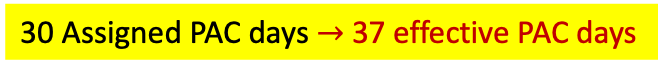 30 Assigned PAC days → 37 effective PAC days